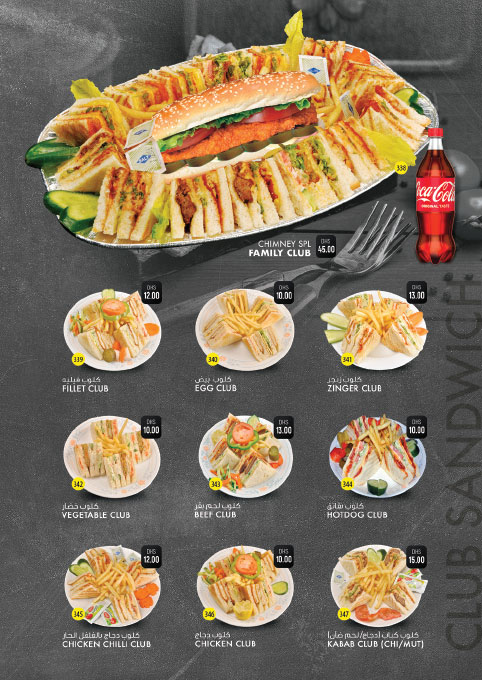 338
Coca-Cola
ORIGINAL TASTE
CHIMNEY SPL
FAMILY CLUB
DHS
45.00
DHS
12.00
339
كلوب فيليه
FILLET CLUB
DHS
10.00
340
كلوب بيض
EGG CLUB
DHS
13.00
341
كلوب زينجر
ZINGER CLUB
DHS
10.00
342
كلوب خضار
VEGETABLE CLUB
DHS
13.00
343
كلوب لحم بقر
BEEF CLUB
DHS
10.00
344
كلوب نقانق
HOTDOG CLUB
DHS
12.00
345
كلوب دجاج بالفلفل الحار
CHICKEN CHILLI CLUB
DHS
10.00
346
كلوب دجاج
CHICKEN CLUB
DHS
15.00
347
كلوب كباب (دجاج/لحم ضأن)
KABAB CLUB (CHI/MUT)
CLUB SANDWICH